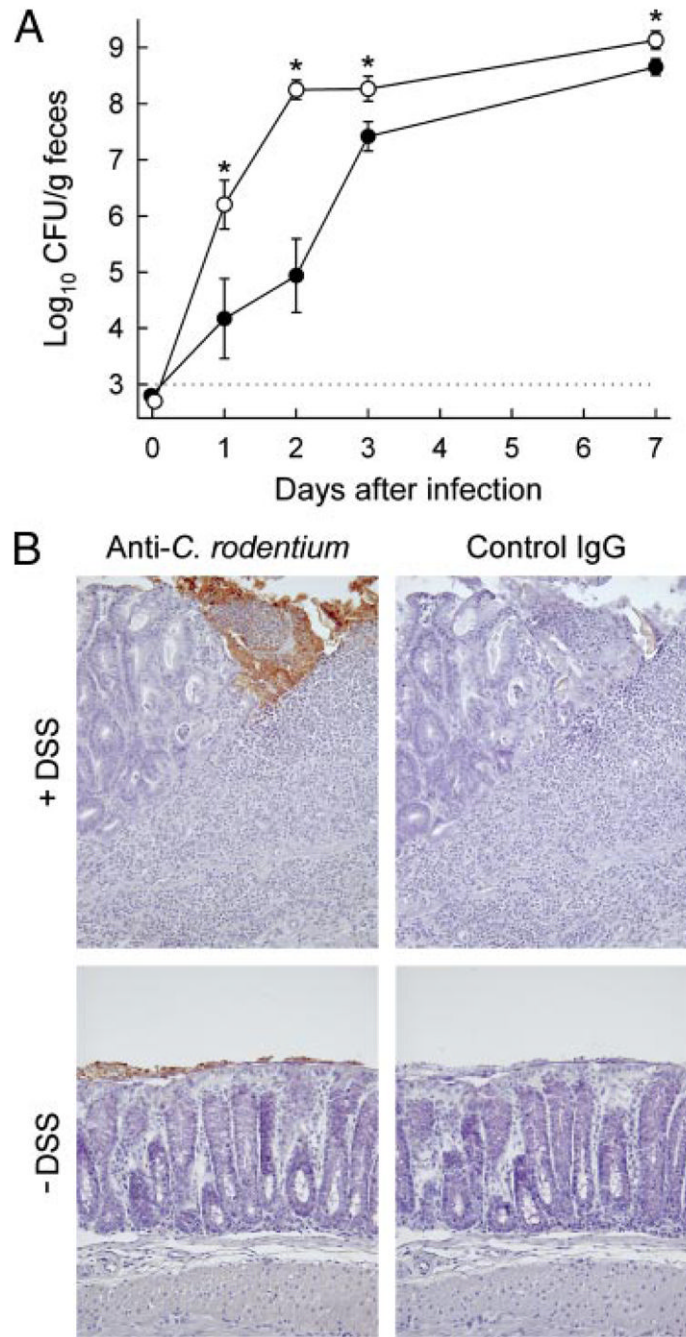 A
Log₁₀ CFU/g feces
9
8
7
6
5
4
3
* * * *
0 1 2 3 4 5 6 7
Days after infection
B
Anti-C. rodentium Control IgG
+ DSS
- DSS